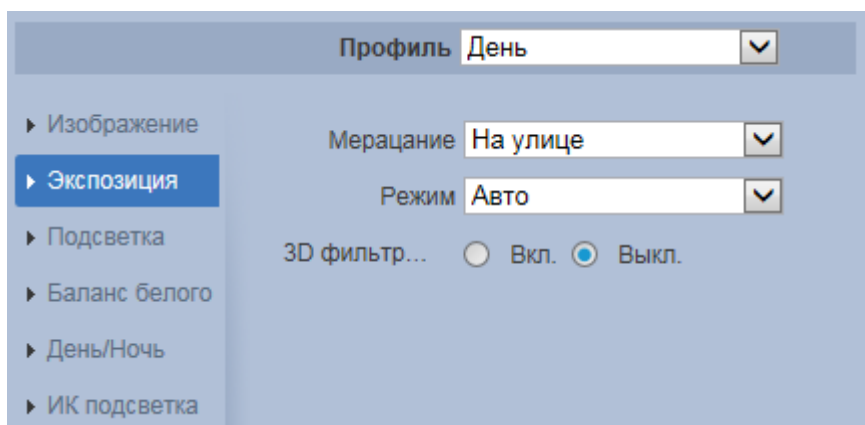 Профиль День
Изображение
Мерацание На улице
Экспозиция
Режим Авто
Подсветка
3D фильтр... Вкл. Выкл.
Баланс белого
День/Ночь
ИК подсветка